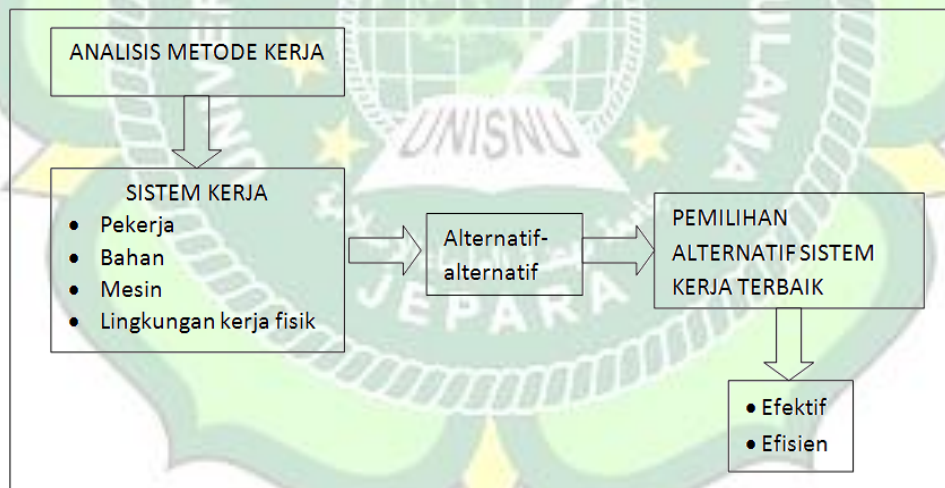 ANALISIS METODE KERJA
SISTEM KERJA
• Pekerja
• Bahan
• Mesin
• Lingkungan kerja fisik
Alternatif-
alternatif
PEMILIHAN
ALTERNATIF SISTEM
KERJA TERBAIK
• Efektif
• Efisien
UNISNU
JEPARA
ULAMA